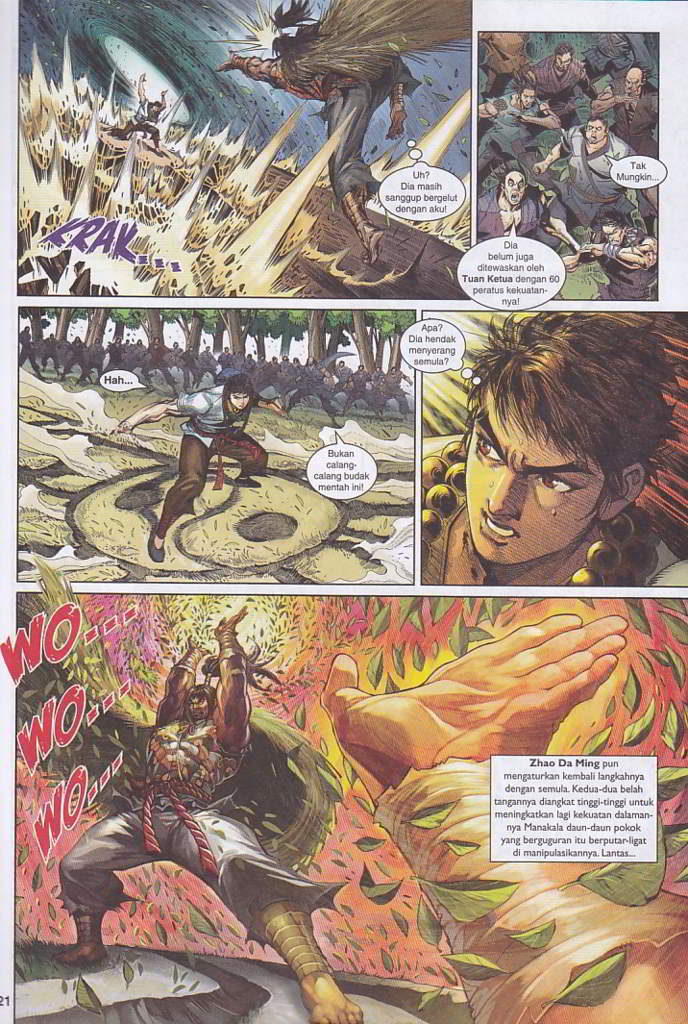 Uh?
Dia masih
sanggup bergelut
dengan aku!
KRAK...
Tak
Mungkin...
Dia
belum juga
ditewaskan oleh
Tuan Ketua dengan 60
peratus kekuatan-
nya!
Hah...
Bukan
calang-
calang budak
mentah ini!
Apa?
Dia hendak
menyerang
semula?
WO...
WO...
WO...
Zhao Da Ming pun
mengaturkan kembali langkahnya
dengan semula. Kedua-dua belah
tangannya diangkat tinggi-tinggi untuk
meningkatkan lagi kekuatan dalaman-
nya Manakala daun-daun pokok
yang berguguran itu berputar-ligat
di manipulasikannya. Lantas...
21